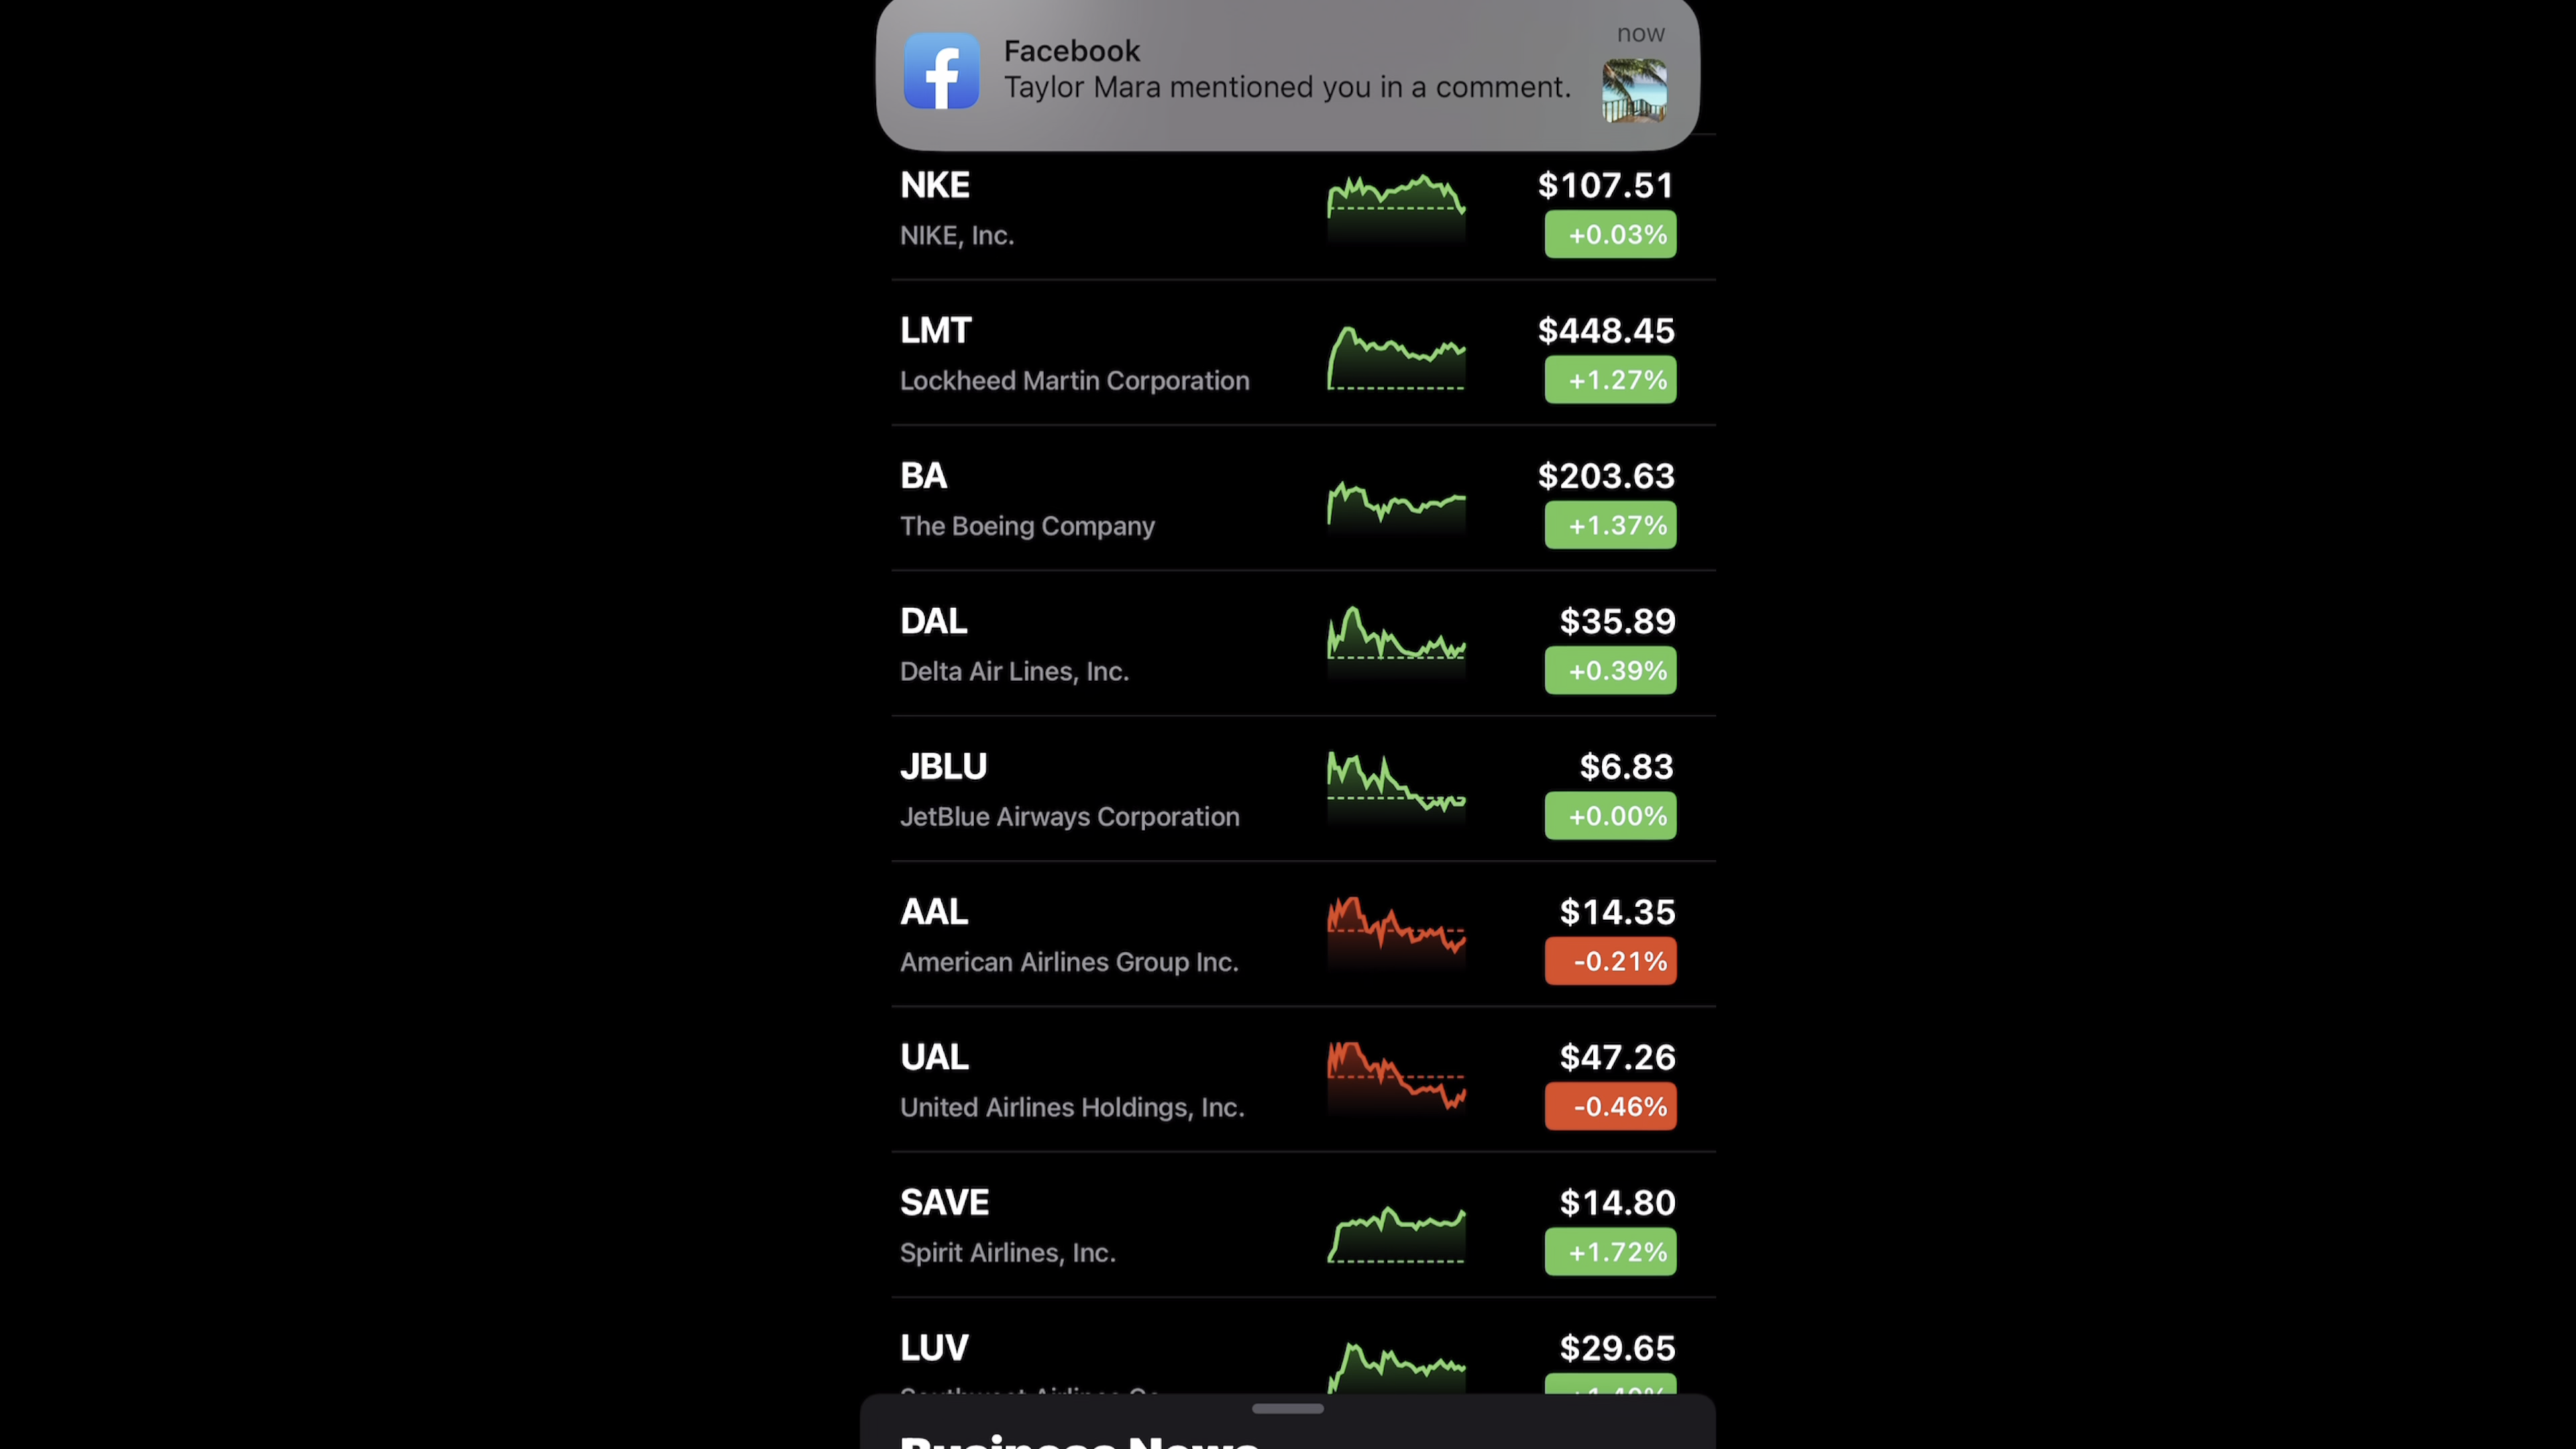 now
Facebook
Taylor Mara mentioned you in a comment.
NKE $107.51
NIKE, Inc. +0.03%
LMT $448.45
Lockheed Martin Corporation +1.27%
BA $203.63
The Boeing Company +1.37%
DAL $35.89
Delta Air Lines, Inc. +0.39%
JBLU $6.83
JetBlue Airways Corporation +0.00%
AAL $14.35
American Airlines Group Inc. -0.21%
UAL $47.26
United Airlines Holdings, Inc. -0.46%
SAVE $14.80
Spirit Airlines, Inc. +1.72%
LUV $29.65
Business News